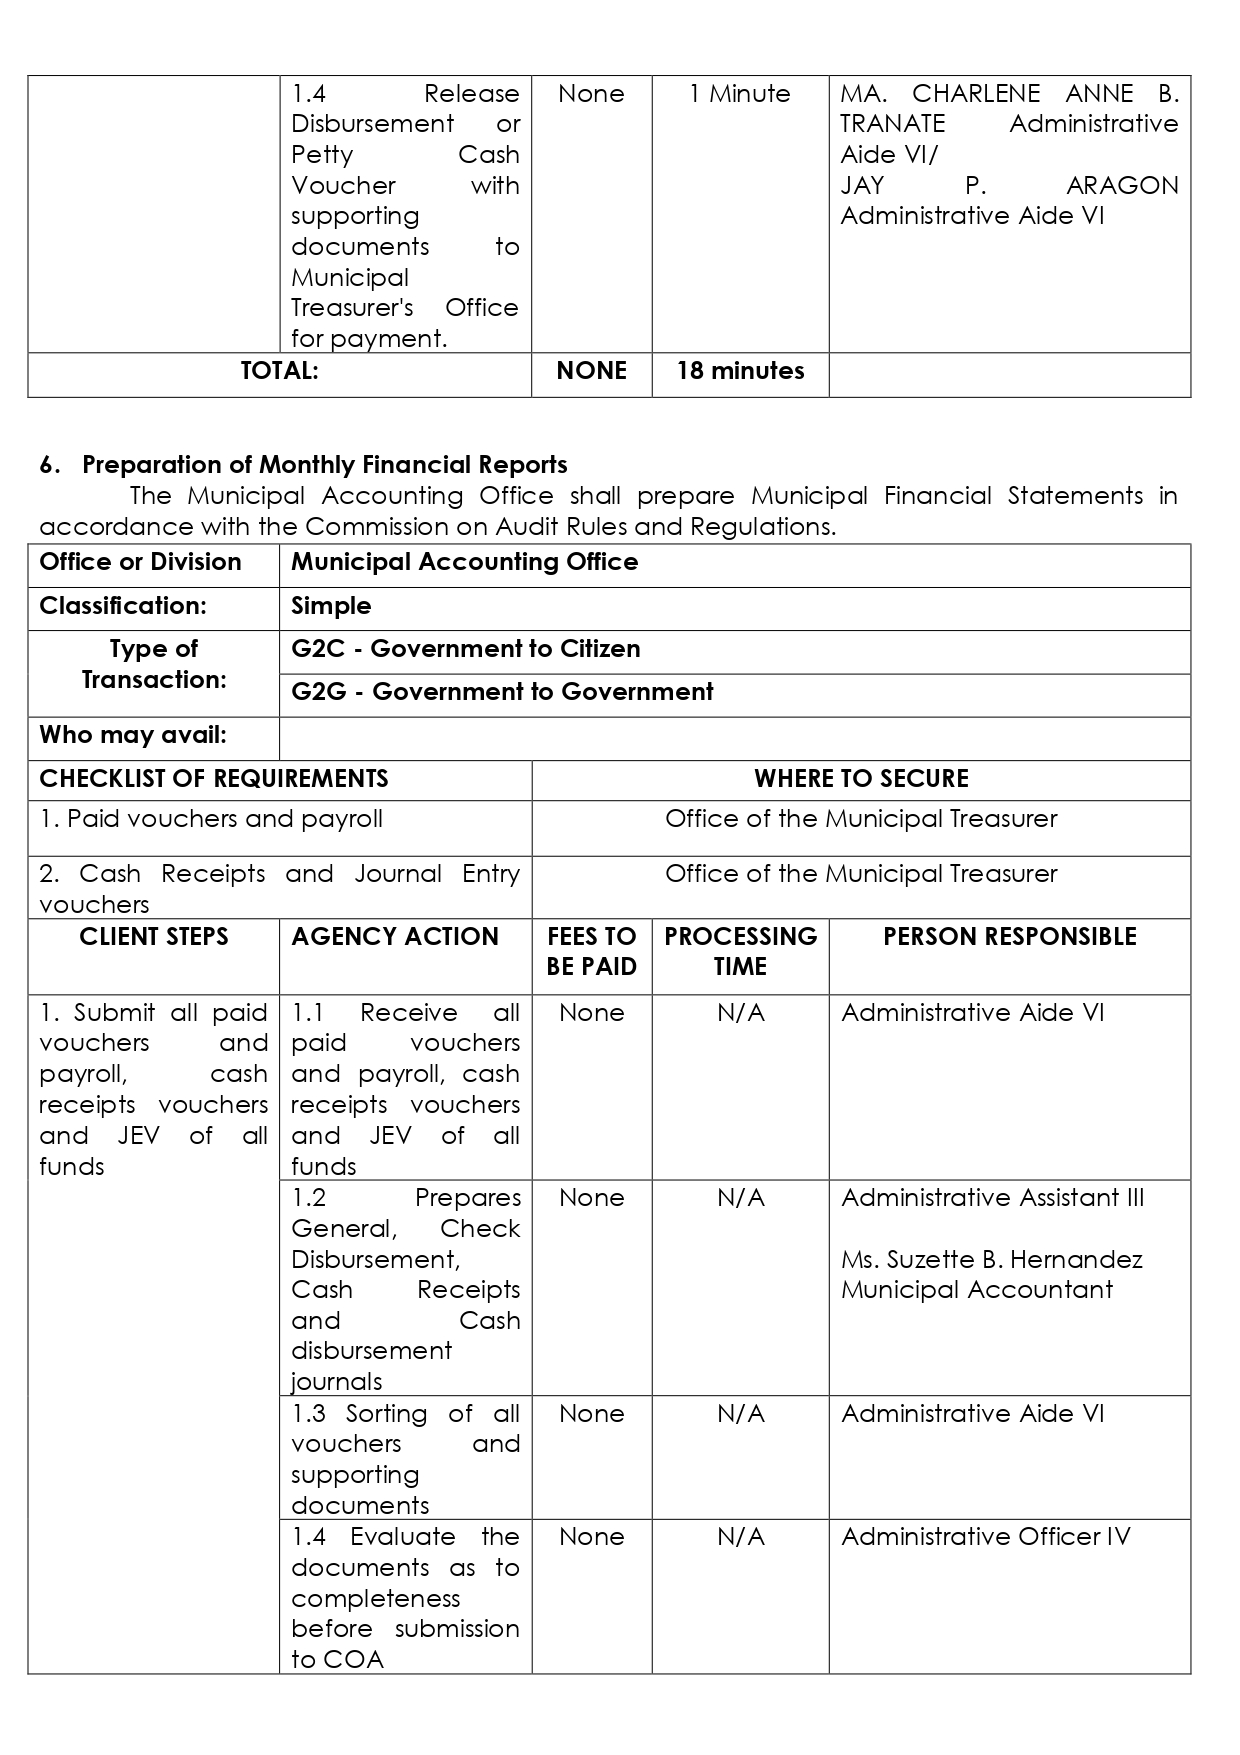 1.4 Release
Disbursement or
Petty Cash
Voucher with
supporting
documents to
Municipal
Treasurer's Office
for payment.
None
1 Minute
MA. CHARLENE ANNE B.
TRANATE Administrative
Aide VI/
JAY P. ARAGON
Administrative Aide VI
TOTAL:
NONE
18 minutes
6. Preparation of Monthly Financial Reports
The Municipal Accounting Office shall prepare Municipal Financial Statements in
accordance with the Commission on Audit Rules and Regulations.
Office or Division
Municipal Accounting Office
Classification:
Simple
Type of
Transaction:
G2C - Government to Citizen
G2G - Government to Government
Who may avail:
CHECKLIST OF REQUIREMENTS
WHERE TO SECURE
1. Paid vouchers and payroll
Office of the Municipal Treasurer
2. Cash Receipts and Journal Entry
vouchers
Office of the Municipal Treasurer
CLIENT STEPS
AGENCY ACTION
FEES TO
BE PAID
PROCESSING
TIME
PERSON RESPONSIBLE
1. Submit all paid
vouchers and
payroll, cash
receipts vouchers
and JEV of all
funds
1.1 Receive all
paid vouchers
and payroll, cash
receipts vouchers
and JEV of all
funds
None
N/A
Administrative Aide VI
1.2 Prepares
General, Check
Disbursement,
Cash Receipts
and Cash
disbursement
journals
None
N/A
Administrative Assistant III
Ms. Suzette B. Hernandez
Municipal Accountant
1.3 Sorting of all
vouchers and
supporting
documents
None
N/A
Administrative Aide VI
1.4 Evaluate the
documents as to
completeness
before submission
to COA
None
N/A
Administrative Officer IV